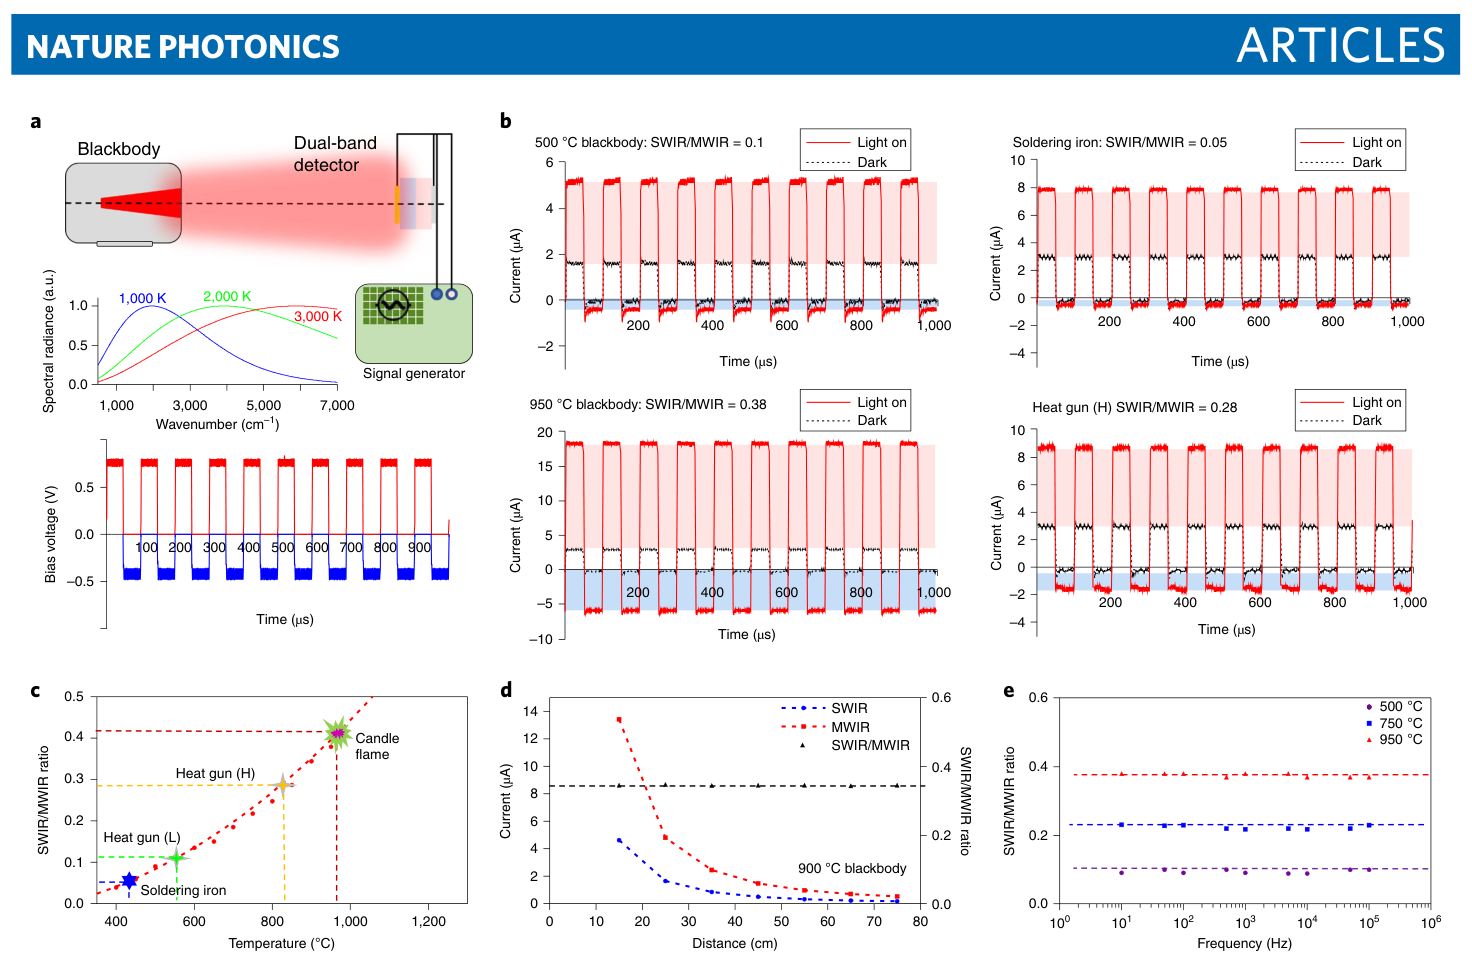 NATURE PHOTONICS
ARTICLES
a
Blackbody
Dual-band
detector
Spectral radiance (a.u.)
1.0
0.5
0.0
1,000 K
2,000 K
3,000 K
1,000
3,000
5,000
7,000
Wavenumber (cm⁻¹)
Signal generator
Bias voltage (V)
0.5
0.0
–0.5
100 200 300 400 500 600 700 800 900
Time (μs)
b
500 °C blackbody: SWIR/MWIR = 0.1
Light on
Dark
Current (μA)
6
4
2
0
–2
200 400 600 800 1,000
Time (μs)
Soldering iron: SWIR/MWIR = 0.05
Light on
Dark
Current (μA)
10
8
6
4
2
0
–2
–4
200 400 600 800 1,000
Time (μs)
950 °C blackbody: SWIR/MWIR = 0.38
Light on
Dark
Current (μA)
20
15
10
5
0
–5
–10
200 400 600 800 1,000
Time (μs)
Heat gun (H) SWIR/MWIR = 0.28
Light on
Dark
Current (μA)
10
8
6
4
2
0
–2
–4
200 400 600 800 1,000
Time (μs)
c
SWIR/MWIR ratio
0.5
0.4
0.3
0.2
0.1
0.0
Candle
flame
Heat gun (H)
Heat gun (L)
Soldering iron
400 600 800 1,000 1,200
Temperature (°C)
d
Current (μA)
14
12
10
8
6
4
2
0
SWIR
MWIR
SWIR/MWIR
900 °C blackbody
0.6
0.4
0.2
0.0
SWIR/MWIR ratio
0 10 20 30 40 50 60 70 80
Distance (cm)
e
SWIR/MWIR ratio
0.6
0.4
0.2
0.0
500 °C
750 °C
950 °C
10⁰ 10¹ 10² 10³ 10⁴ 10⁵ 10⁶
Frequency (Hz)